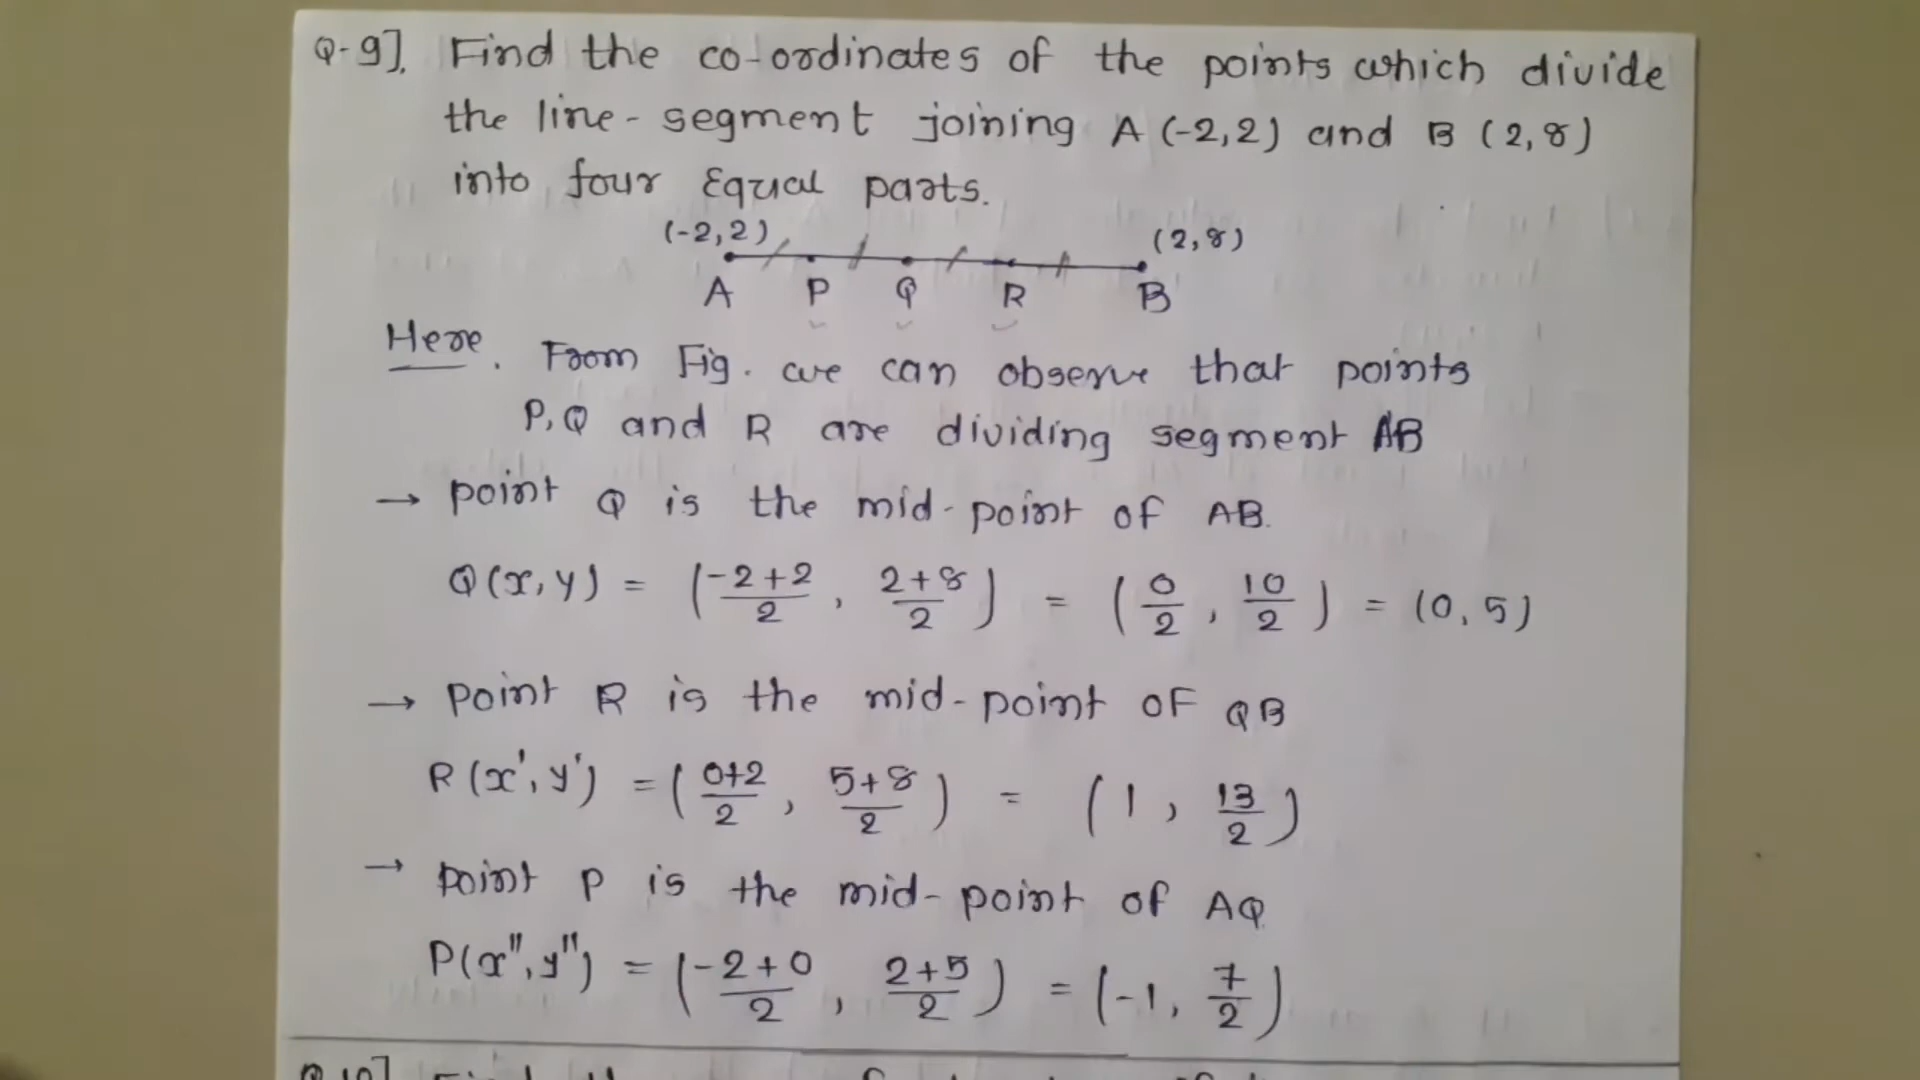 Q-9]. Find the co-ordinates of the points which divide
the line-segment joining A (-2,2) and B (2,8)
into four Equal parts.
(-2,2) (2,8)
A P Q R B
Here. From Fig. we can observe that points
P,Q and R are dividing segment AB
→ point Q is the mid-point of AB.
Q(x,y) = (-2+2/2, 2+8/2) = (0/2, 10/2) = (0,5)
→ point R is the mid-point OF QB
R(x',y') = (0+2/2, 5+8/2) = (1, 13/2)
→ point P is the mid-point of AQ
P(x",y") = (-2+0/2, 2+5/2) = (-1, 7/2)